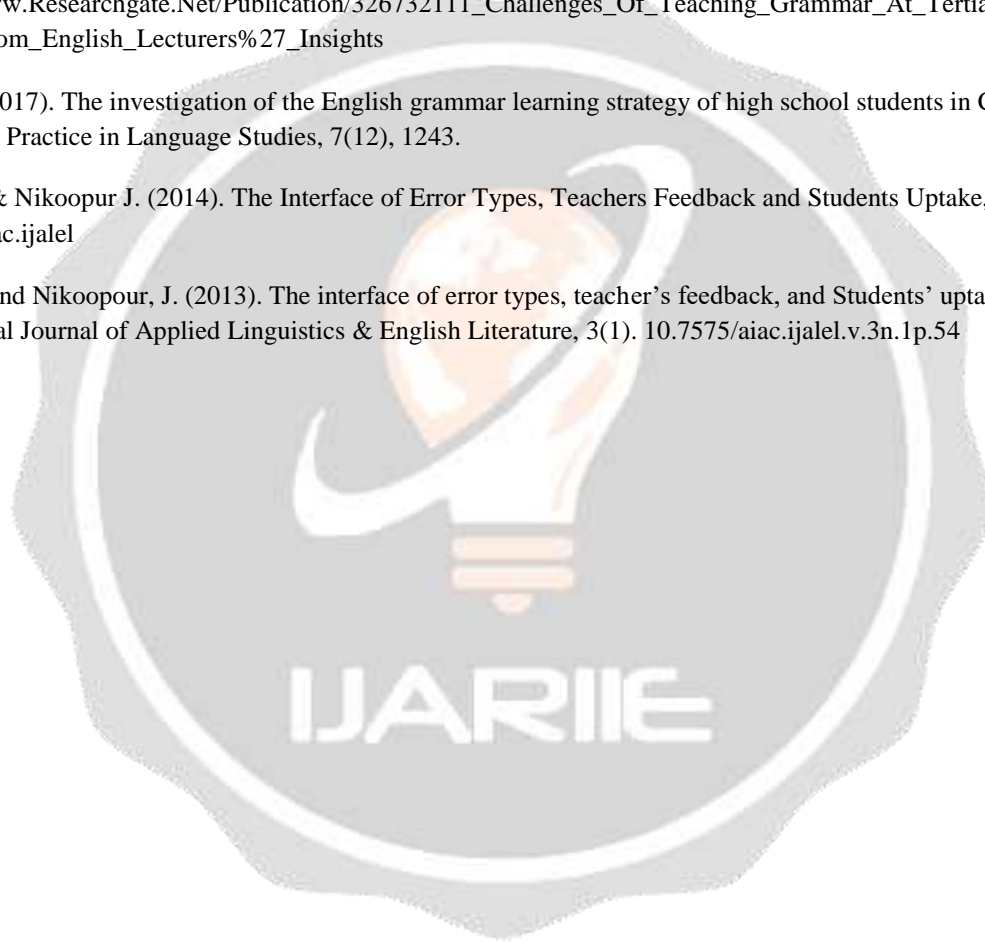 ww.Researchgate.Net/Publication/326732111_Challenges_Of_Teaching_Grammar_At_Tertia
om_English_Lecturers%27_Insights
017). The investigation of the English grammar learning strategy of high school students in C
Practice in Language Studies, 7(12), 1243.
& Nikoopur J. (2014). The Interface of Error Types, Teachers Feedback and Students Uptake,
ac.ijalel
nd Nikoopour, J. (2013). The interface of error types, teacher’s feedback, and Students’ upta
al Journal of Applied Linguistics & English Literature, 3(1). 10.7575/aiac.ijalel.v.3n.1p.54
IJARIIE